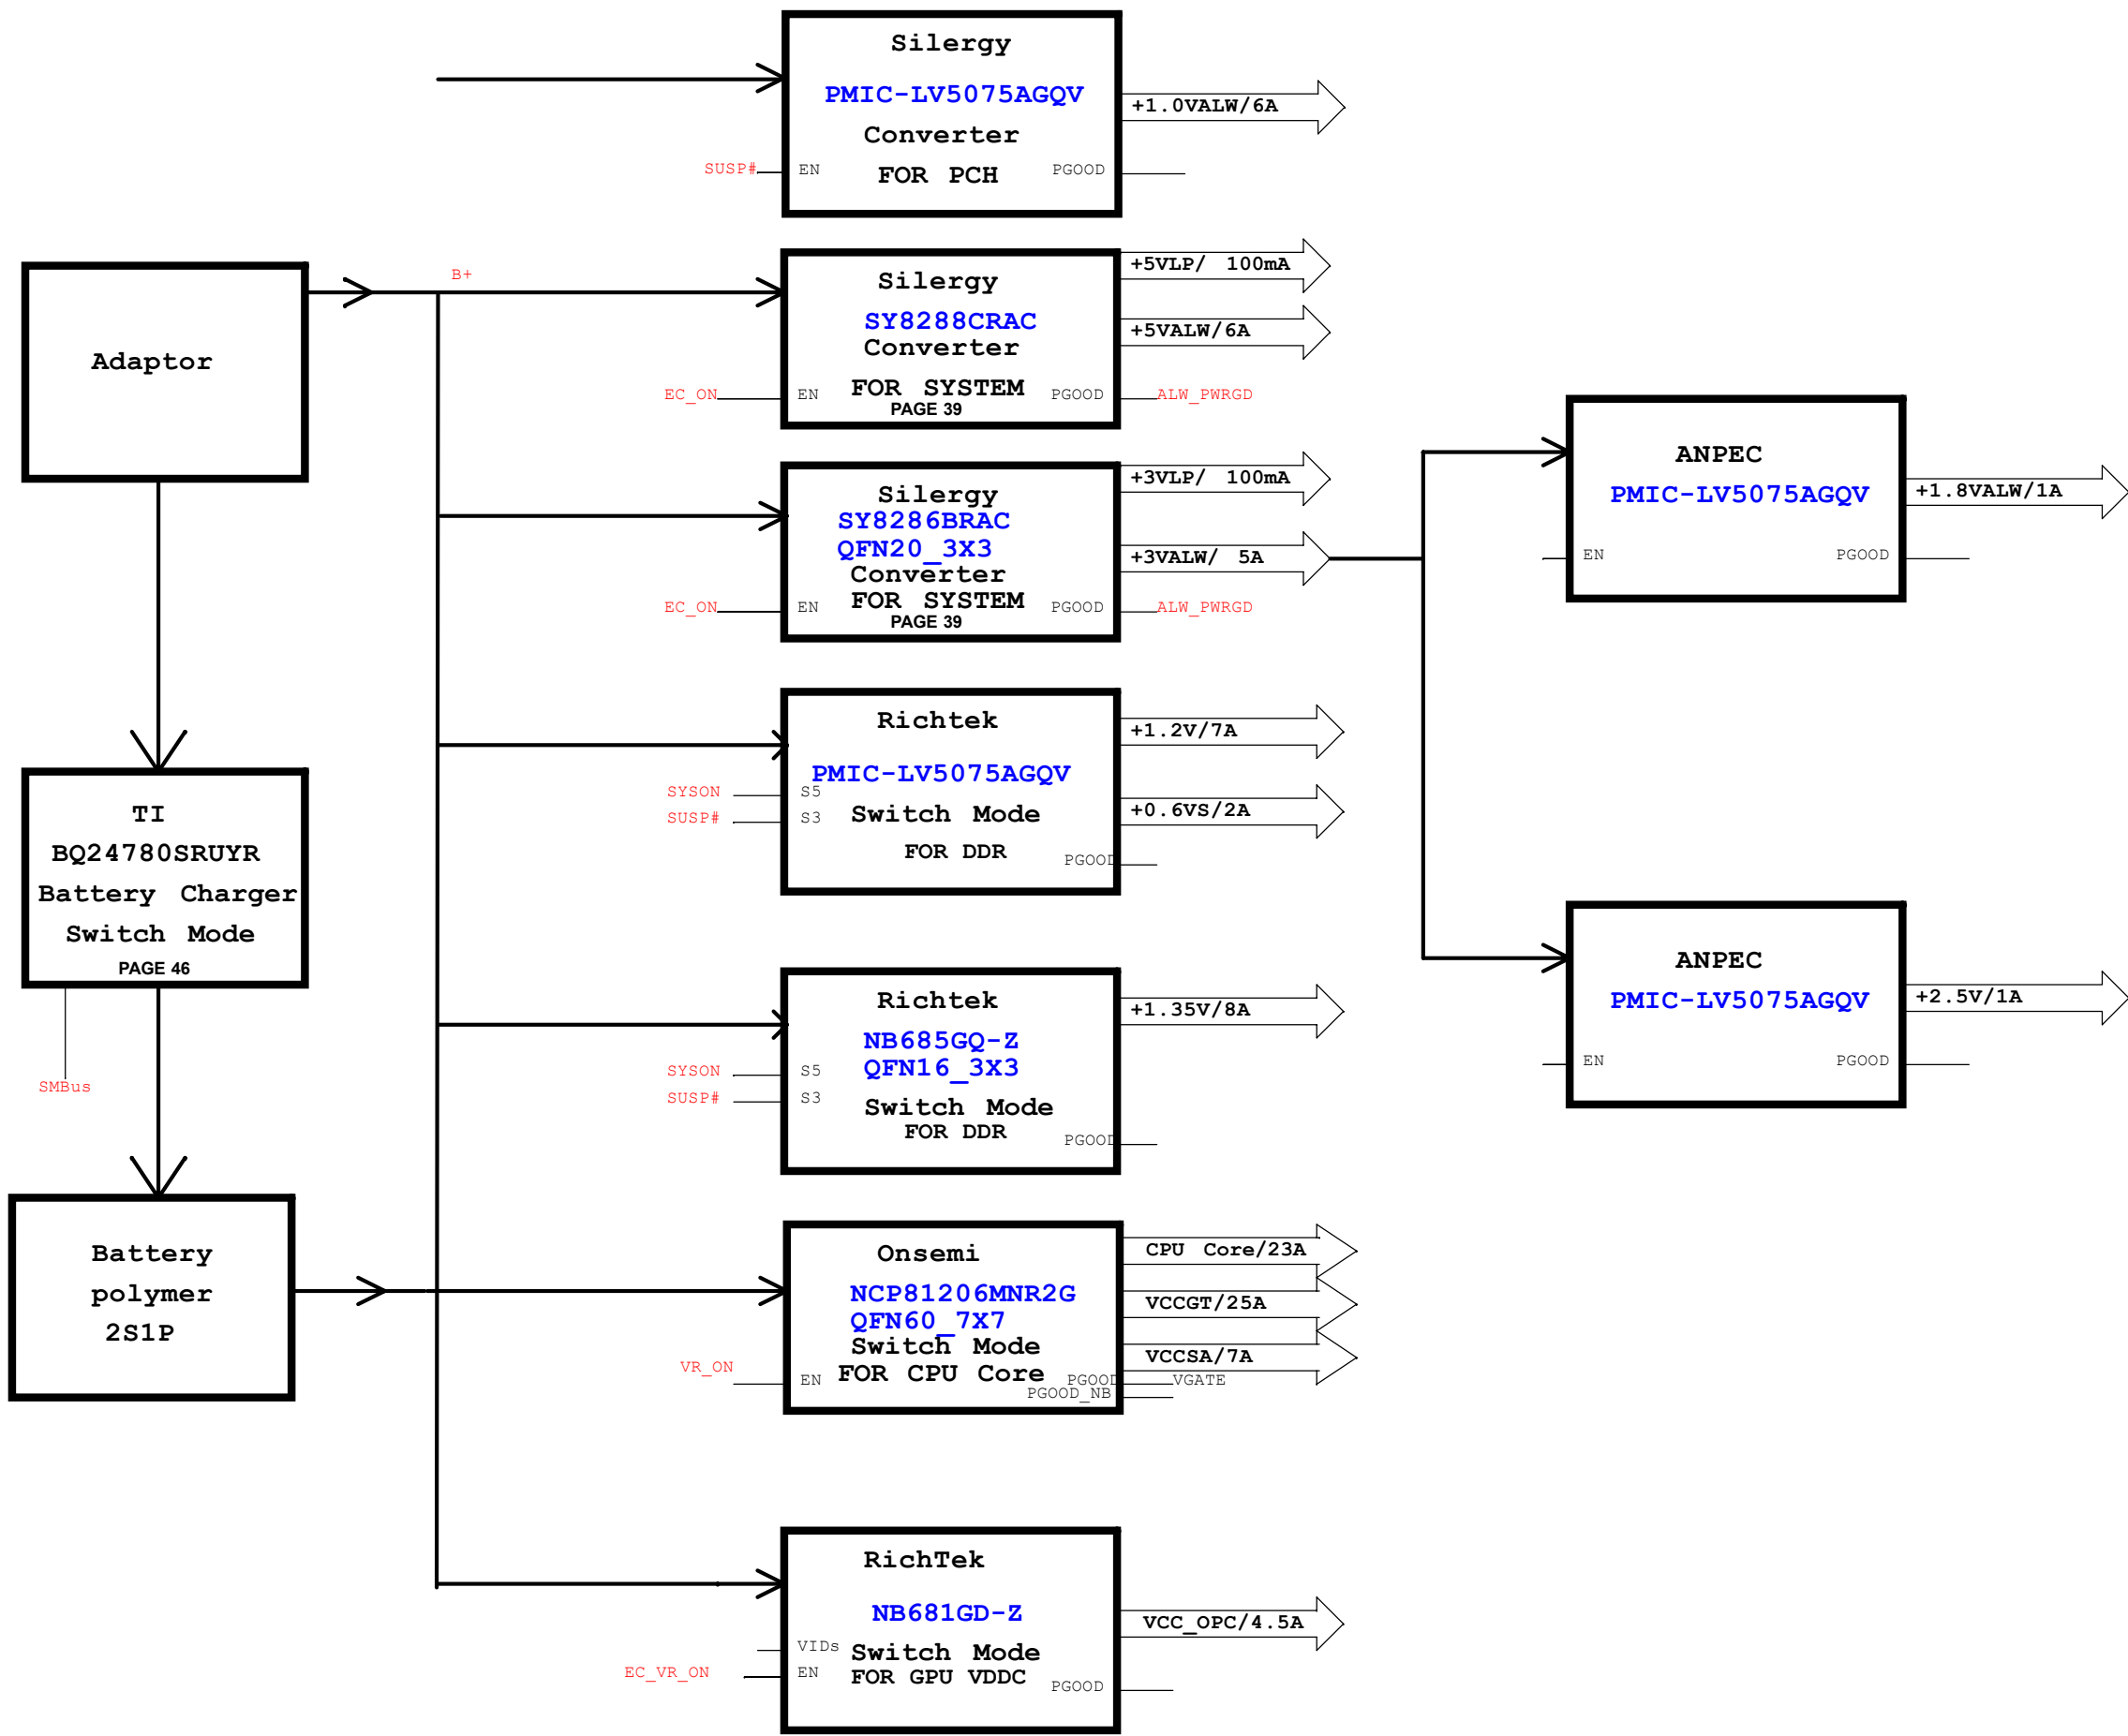 Silergy
PMIC-LV5075AGQV
Converter
FOR PCH
SUSP#
EN
PGOOD
+1.0VALW/6A
Adaptor
B+
Silergy
SY8288CRAC
Converter
FOR SYSTEM
PAGE 39
EC_ON
EN
PGOOD
ALW_PWRGD
+5VLP/ 100mA
+5VALW/6A
Silergy
SY8286BRAC
QFN20_3X3
Converter
FOR SYSTEM
PAGE 39
EC_ON
EN
PGOOD
ALW_PWRGD
+3VLP/ 100mA
+3VALW/ 5A
ANPEC
PMIC-LV5075AGQV
EN
PGOOD
+1.8VALW/1A
Richtek
PMIC-LV5075AGQV
Switch Mode
FOR DDR
SYSON
S5
SUSP#
S3
PGOOD
+1.2V/7A
+0.6VS/2A
TI
BQ24780SRUYR
Battery Charger
Switch Mode
PAGE 46
SMBus
ANPEC
PMIC-LV5075AGQV
EN
PGOOD
+2.5V/1A
Richtek
NB685GQ-Z
QFN16_3X3
Switch Mode
FOR DDR
SYSON
S5
SUSP#
S3
PGOOD
+1.35V/8A
Battery
polymer
2S1P
Onsemi
NCP81206MNR2G
QFN60_7X7
Switch Mode
FOR CPU Core
VR_ON
EN
PGOOD
VGATE
PGOOD_NB
CPU Core/23A
VCCGT/25A
VCCSA/7A
RichTek
NB681GD-Z
Switch Mode
FOR GPU VDDC
VIDs
EC_VR_ON
EN
PGOOD
VCC_OPC/4.5A